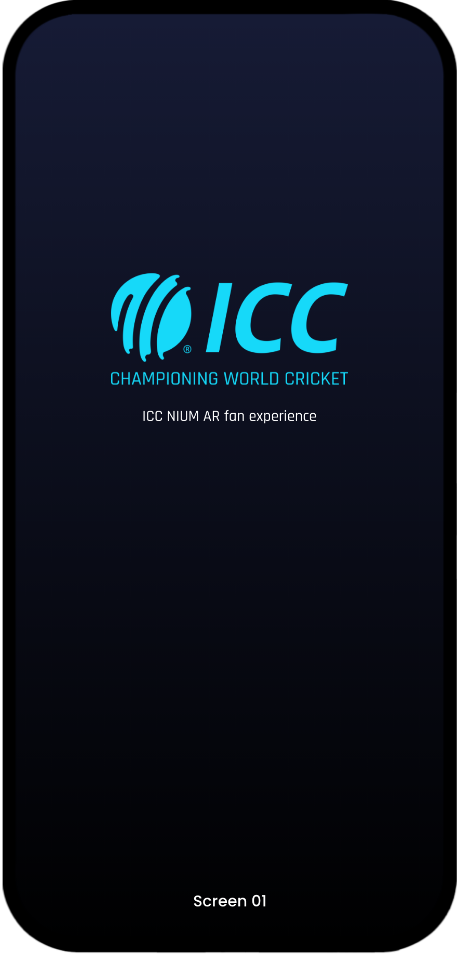 ICC
®
CHAMPIONING WORLD CRICKET
ICC NIUM AR fan experience
Screen 01